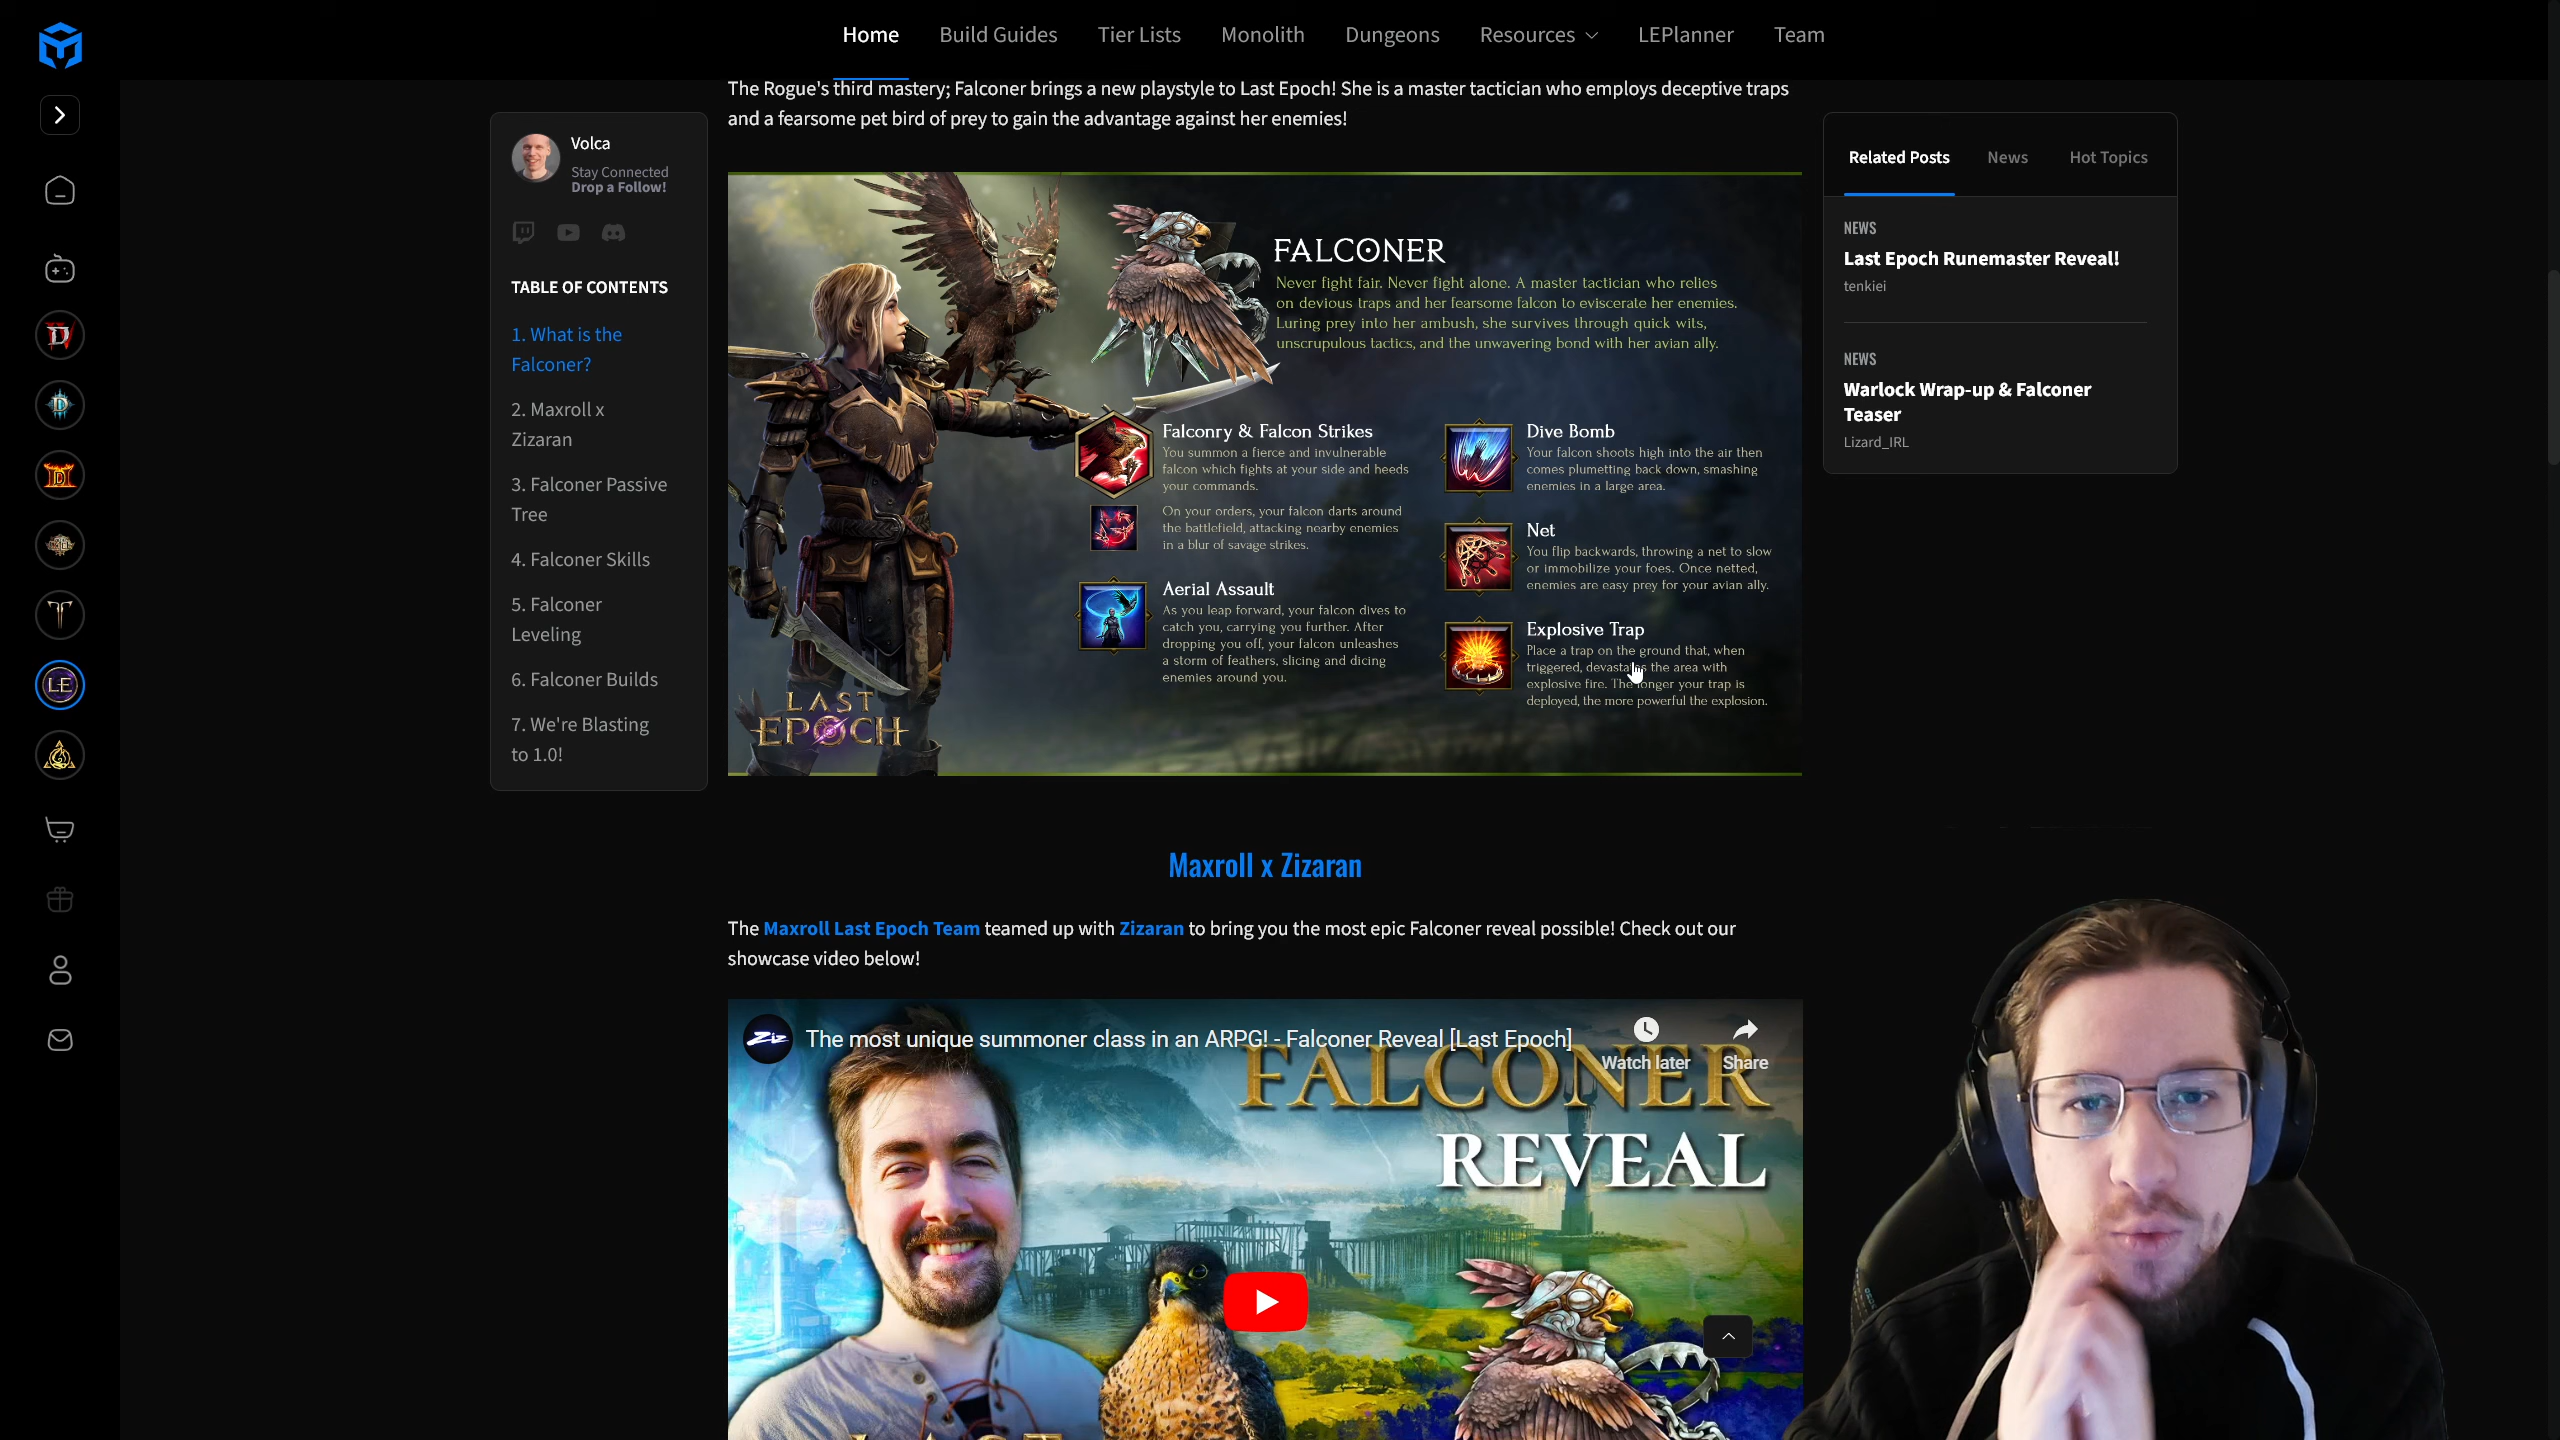 Home
Build Guides
Tier Lists
Monolith
Dungeons
Resources
LEPlanner
Team
Volca
Stay Connected
Drop a Follow!
TABLE OF CONTENTS
1. What is the
Falconer?
2. Maxroll x
Zizaran
3. Falconer Passive
Tree
4. Falconer Skills
5. Falconer
Leveling
6. Falconer Builds
7. We're Blasting
to 1.0!
The Rogue's third mastery; Falconer brings a new playstyle to Last Epoch! She is a master tactician who employs deceptive traps
and a fearsome pet bird of prey to gain the advantage against her enemies!
FALCONER
Never fight fair. Never fight alone. A master tactician who relies
on devious traps and her fearsome falcon to eviscerate her enemies.
Luring prey into her ambush, she survives through quick wits,
unscrupulous tactics, and the unwavering bond with her avian ally.
Falconry & Falcon Strikes
You summon a fierce and invulnerable
falcon which fights at your side and heeds
your commands.
On your orders, your falcon darts around
the battlefield, attacking nearby enemies
in a blur of savage strikes.
Aerial Assault
As you leap forward, your falcon dives to
catch you, carrying you further. After
dropping you off, your falcon unleashes
a storm of feathers, slicing and dicing
enemies around you.
Dive Bomb
Your falcon shoots high into the air then
comes plumetting back down, smashing
enemies in a large area.
Net
You flip backwards, throwing a net to slow
or immobilize your foes. Once netted,
enemies are easy prey for your avian ally.
Explosive Trap
Place a trap on the ground that, when
triggered, devastates the area with
explosive fire. The longer your trap is
deployed, the more powerful the explosion.
LAST
EPOCH
Related Posts
News
Hot Topics
NEWS
Last Epoch Runemaster Reveal!
tenkiei
NEWS
Warlock Wrap-up & Falconer
Teaser
Lizard_IRL
LE
Maxroll x Zizaran
The Maxroll Last Epoch Team teamed up with Zizaran to bring you the most epic Falconer reveal possible! Check out our
showcase video below!
Ziz
The most unique summoner class in an ARPG! - Falconer Reveal [Last Epoch]
Watch later
Share
FALCONER
REVEAL